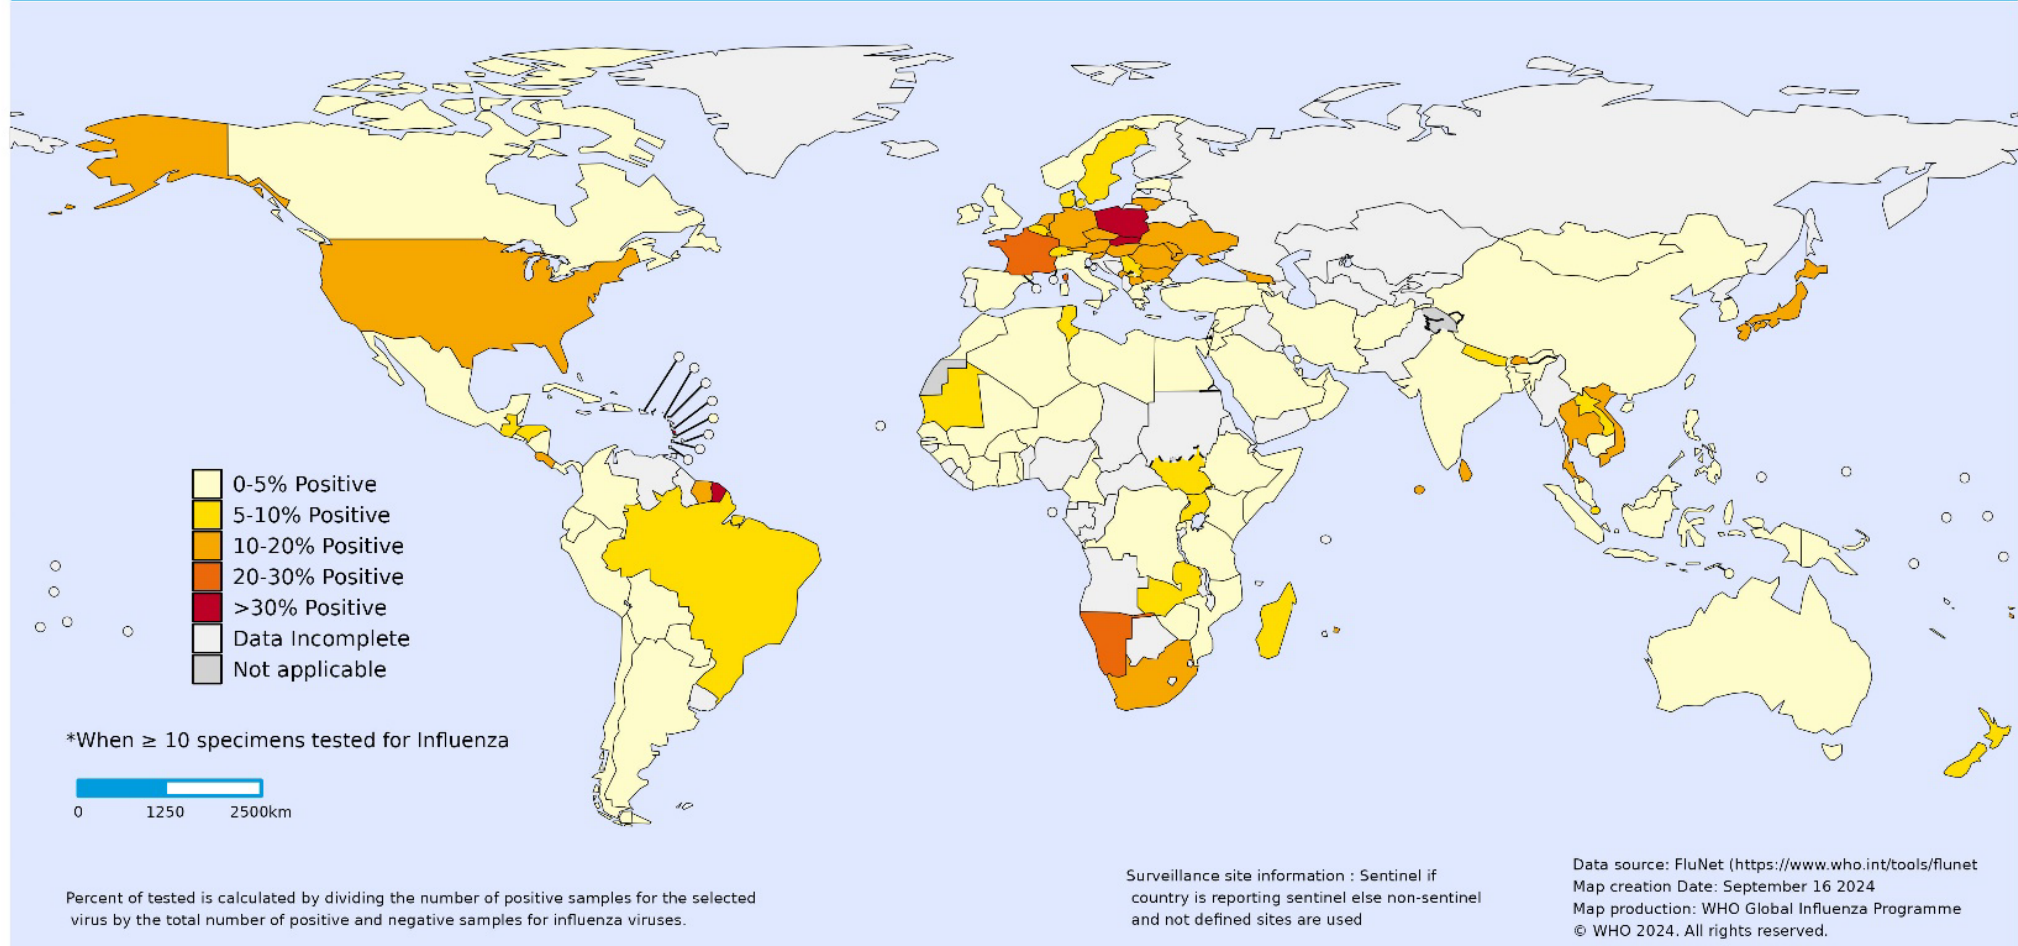 0-5% Positive
5-10% Positive
10-20% Positive
20-30% Positive
>30% Positive
Data Incomplete
Not applicable
*When ≥ 10 specimens tested for Influenza
0 1250 2500km
Percent of tested is calculated by dividing the number of positive samples for the selected
virus by the total number of positive and negative samples for influenza viruses.
Surveillance site information : Sentinel if
country is reporting sentinel else non-sentinel
and not defined sites are used
Data source: FluNet (https://www.who.int/tools/flunet
Map creation Date: September 16 2024
Map production: WHO Global Influenza Programme
© WHO 2024. All rights reserved.